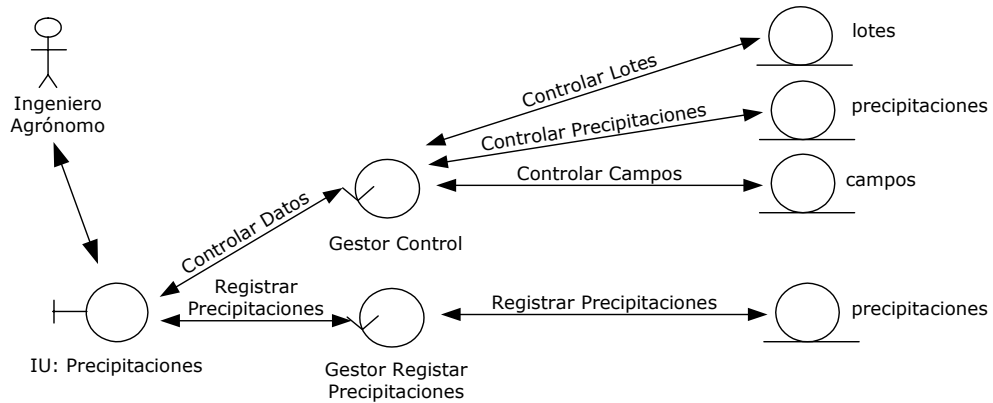 lotes
Controlar Lotes
Ingeniero
Agrónomo
precipitaciones
Controlar Precipitaciones
Controlar Campos
campos
Controlar Datos
Gestor Control
Registrar
Precipitaciones
Registrar Precipitaciones
precipitaciones
IU: Precipitaciones
Gestor Registar
Precipitaciones